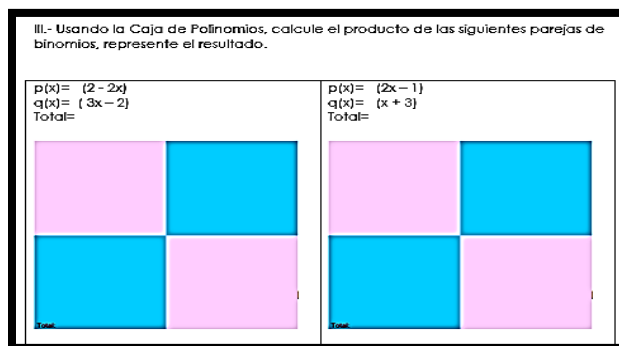 III.- Usando la Caja de Polinomios, calcule el producto de las siguientes parejas de
binomios, represente el resultado.
p(x)= (2 - 2x)
q(x)= ( 3x – 2)
Total=
Total:
p(x)= (2x – 1)
q(x)= (x + 3)
Total=
Total: